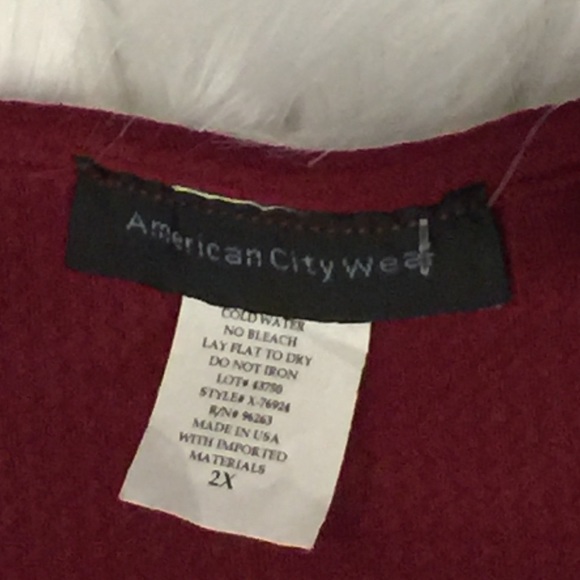 American City Wear
COLD WATER
NO BLEACH
LAY FLAT TO DRY
DO NOT IRON
LOT# 43750
STYLE# X-76924
R/N# 96263
MADE IN USA
WITH IMPORTED
MATERIALS
2X